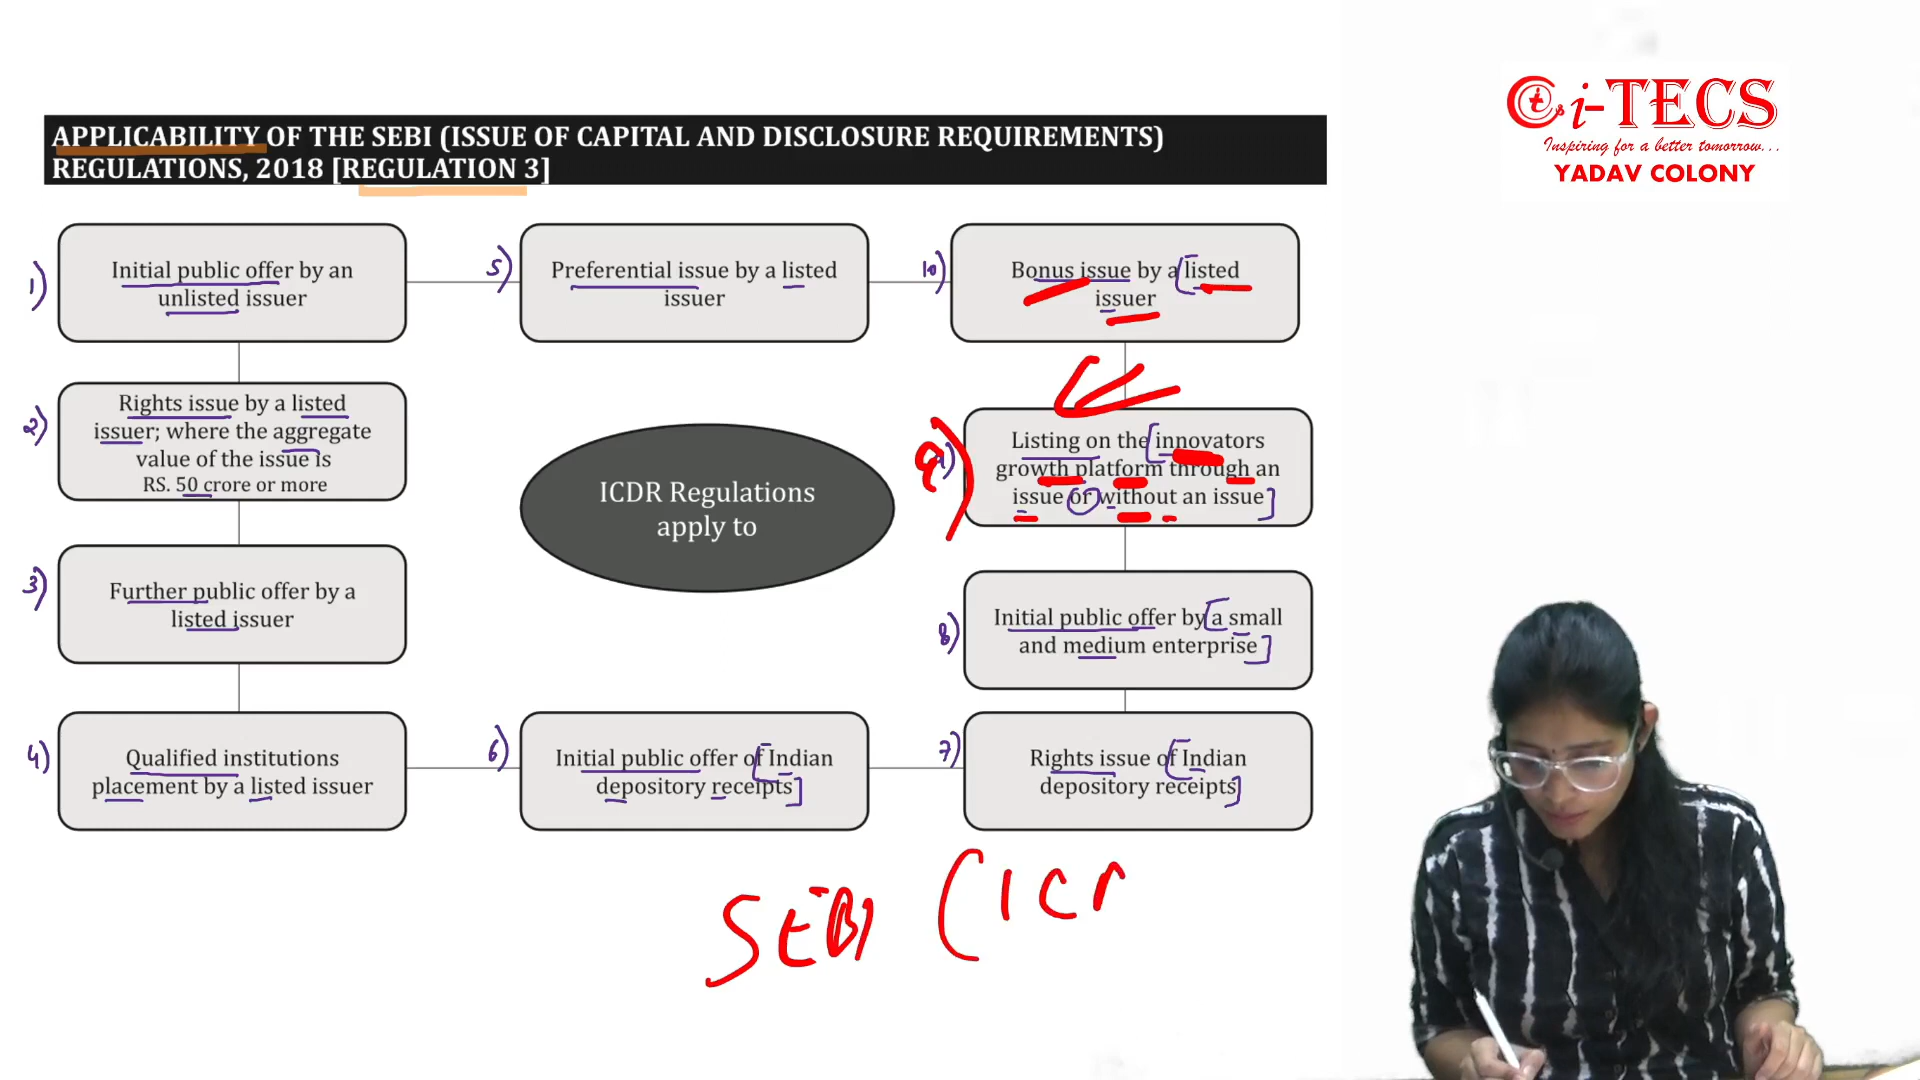 i-TECS
Inspiring for a better tomorrow...
YADAV COLONY
APPLICABILITY OF THE SEBI (ISSUE OF CAPITAL AND DISCLOSURE REQUIREMENTS)
REGULATIONS, 2018 [REGULATION 3]
1)
Initial public offer by an
unlisted issuer
2)
Rights issue by a listed
issuer; where the aggregate
value of the issue is
RS. 50 crore or more
3)
Further public offer by a
listed issuer
4)
Qualified institutions
placement by a listed issuer
5)
Preferential issue by a listed
issuer
6)
Initial public offer of Indian
depository receipts
7)
Rights issue of Indian
depository receipts
8)
Initial public offer by a small
and medium enterprise
9)
Listing on the innovators
growth platform through an
issue or without an issue
10)
Bonus issue by a listed
issuer
ICDR Regulations
apply to
SEBI (IC